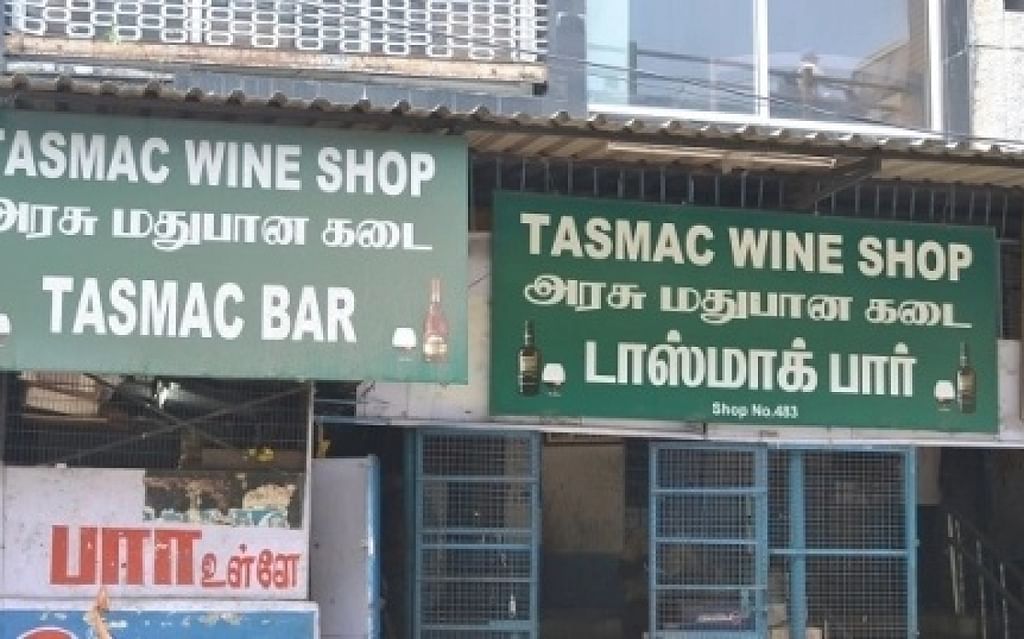 TASMAC WINE SHOP
அரசு மதுபான கடை
TASMAC BAR
TASMAC WINE SHOP
அரசு மதுபான கடை
டாஸ்மாக் பார்
Shop No.483
பார் உள்ளே